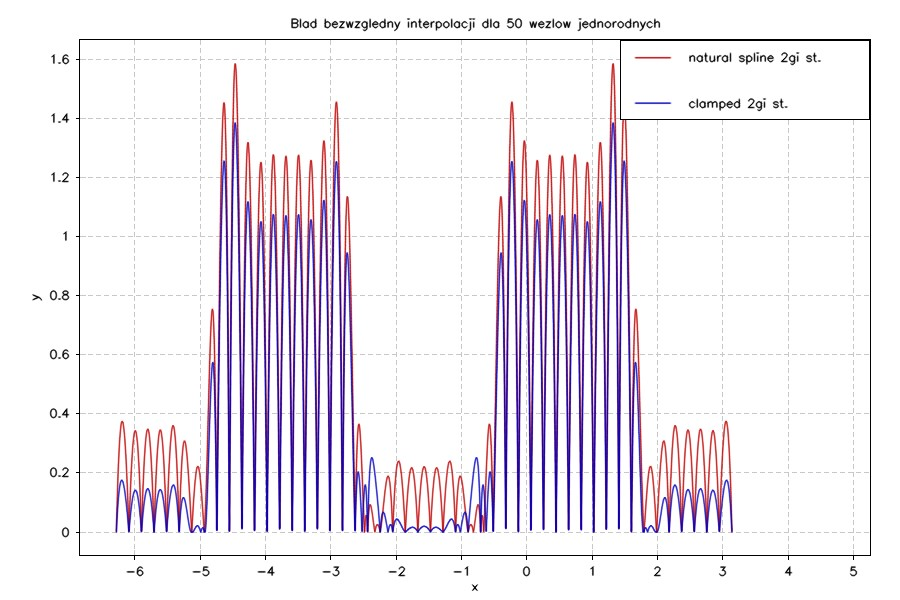 Blad bezwzgledny interpolacji dla 50 wezlow jednorodnych
natural spline 2gi st.
clamped 2gi st.
1.6
1.4
1.2
1
0.8
0.6
0.4
0.2
0
y
-6 -5 -4 -3 -2 -1 0 1 2 3 4 5
x